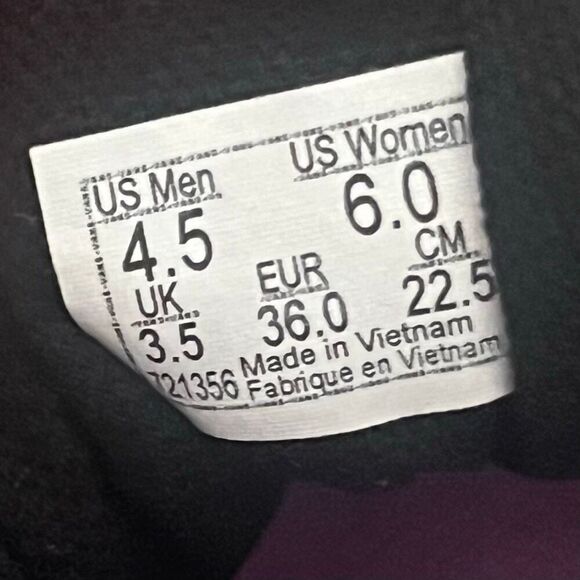 US Men US Women
4.5 6.0
UK EUR CM
3.5 36.0 22.5
Made in Vietnam
721356 Fabrique en Vietnam